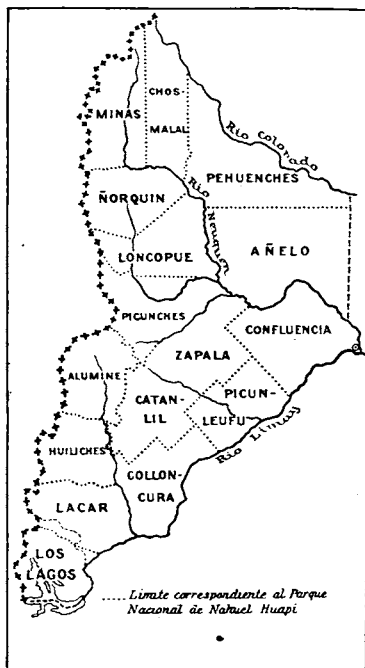 CHOS-
MALAL
MINAS
Rio Colorado
PEHUENCHES
ÑORQUIN
Rio Neuquen
LONCOPUE
AÑELO
PICUNCHES
CONFLUENCIA
ZAPALA
ALUMINE
CATAN-
LIL
PICUN-
LEUFU
Rio Limuy
HUILICHES
COLLON-
CURA
LACAR
LOS
LAGOS
Limite correspondiente al Parque
Nacional de Nahuel Huapi